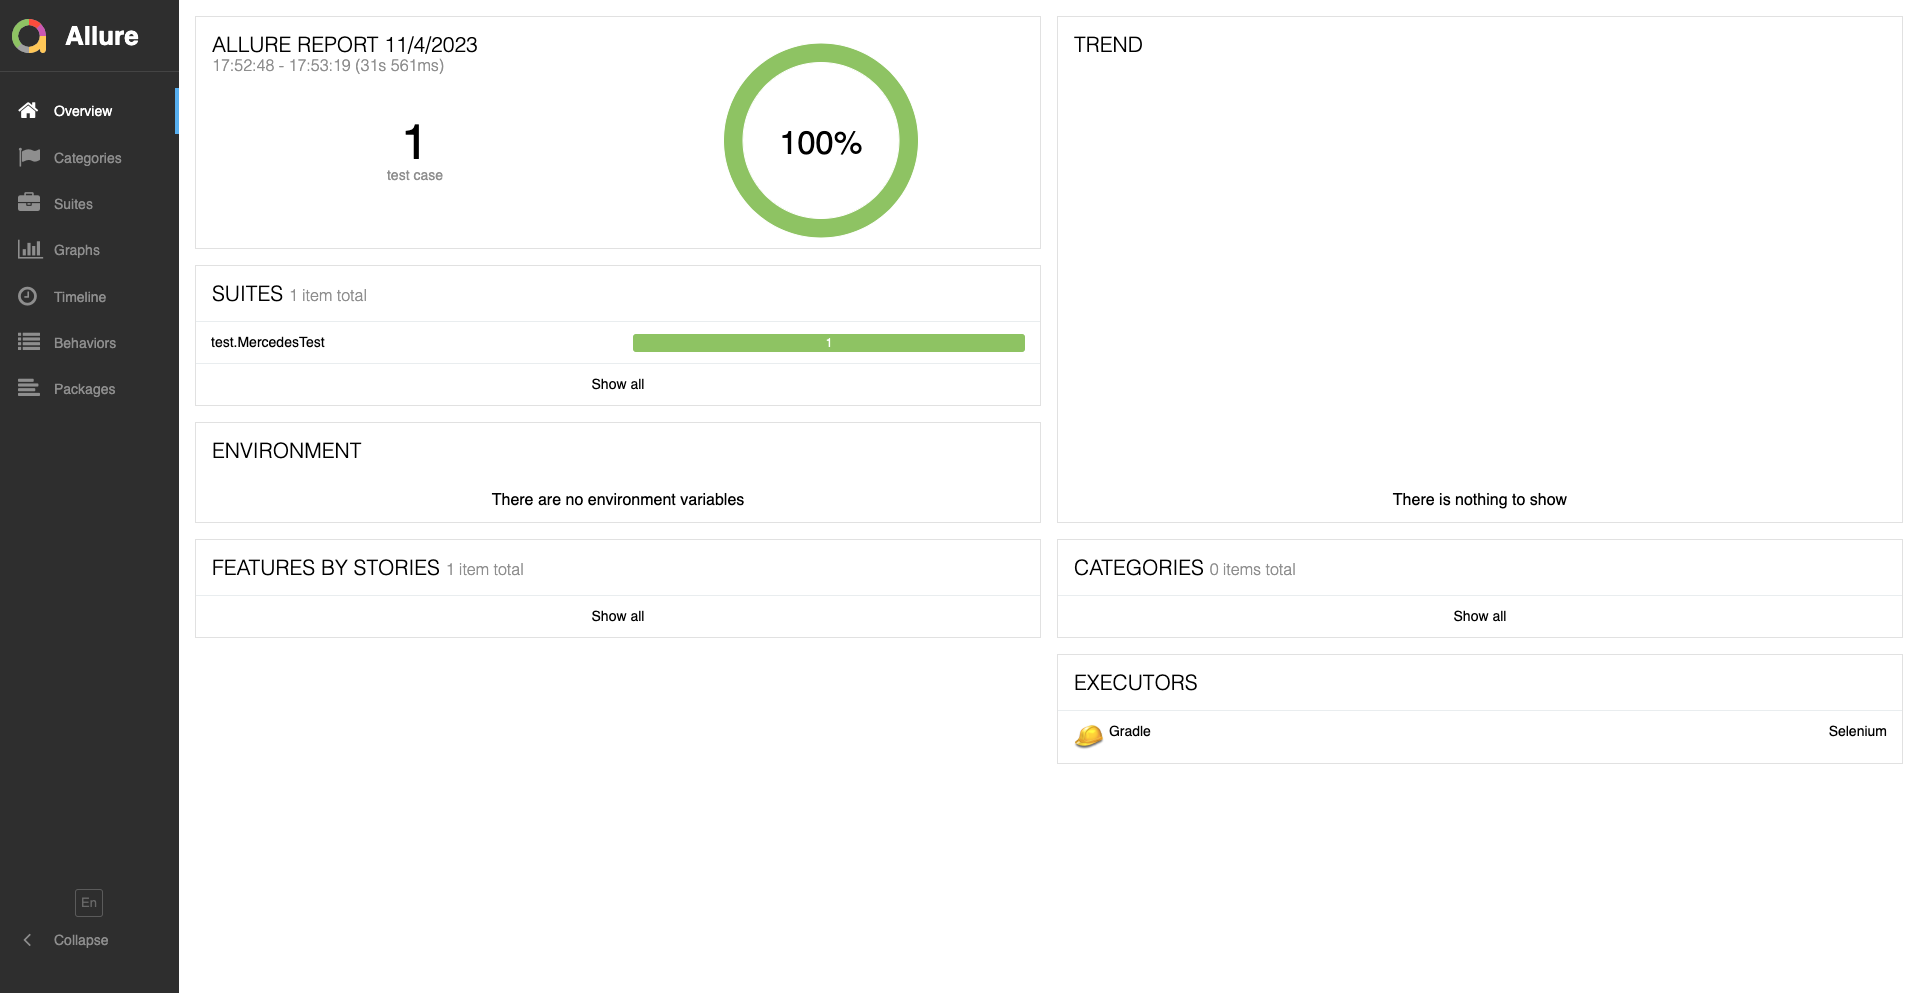 Allure
Overview
Categories
Suites
Graphs
Timeline
Behaviors
Packages
En
Collapse
ALLURE REPORT 11/4/2023
17:52:48 - 17:53:19 (31s 561ms)
1
test case
100%
SUITES 1 item total
test.MercedesTest 1
Show all
ENVIRONMENT
There are no environment variables
FEATURES BY STORIES 1 item total
Show all
TREND
There is nothing to show
CATEGORIES 0 items total
Show all
EXECUTORS
Gradle Selenium